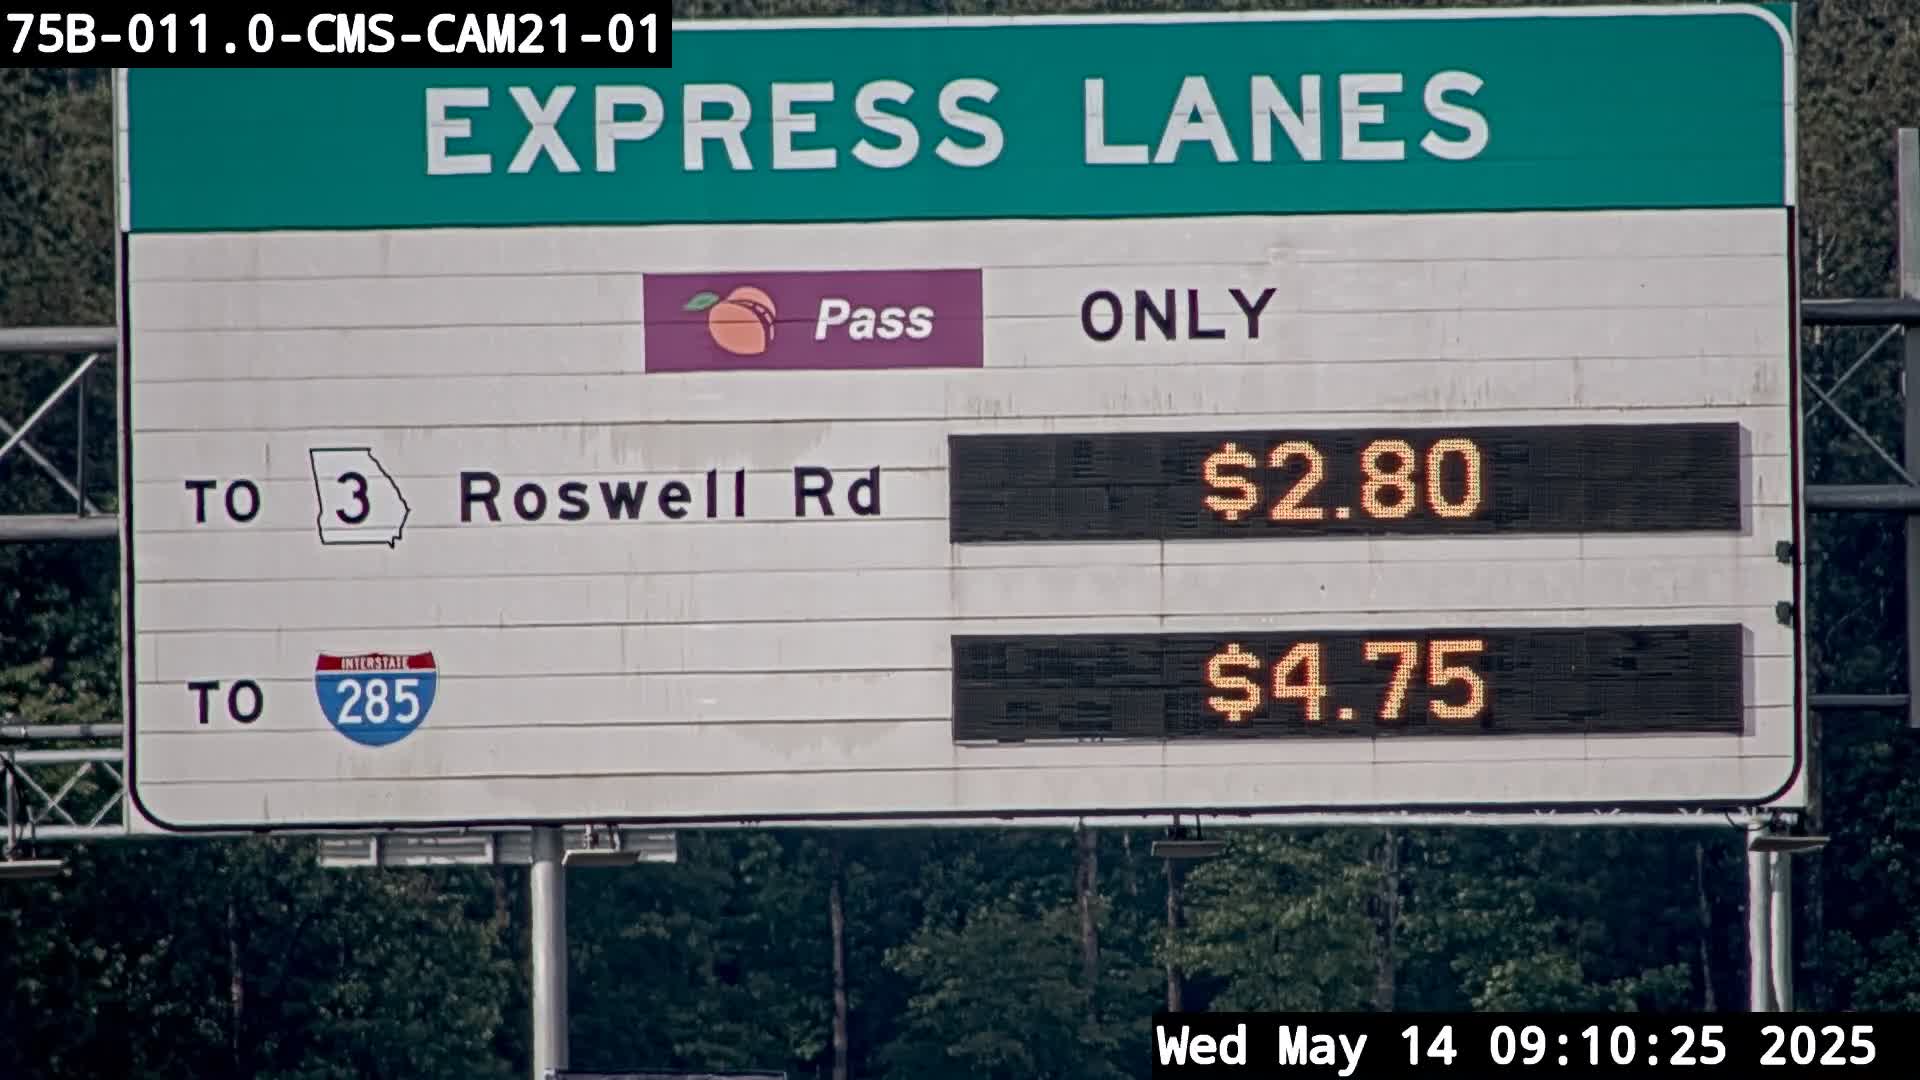 75B-011.0-CMS-CAM21-01
EXPRESS LANES
Pass ONLY
TO 3 Roswell Rd $2.80
INTERSTATE
TO 285 $4.75
Wed May 14 09:10:25 2025